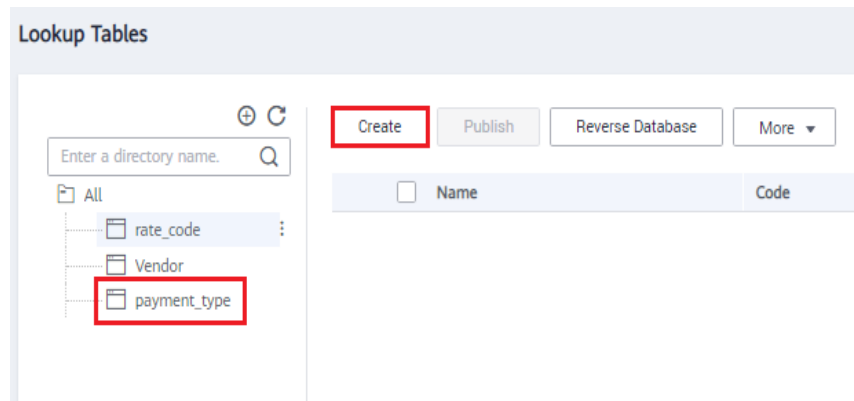 Lookup Tables
Create Publish Reverse Database More
Enter a directory name.
All
Name Code
rate_code
Vendor
payment_type